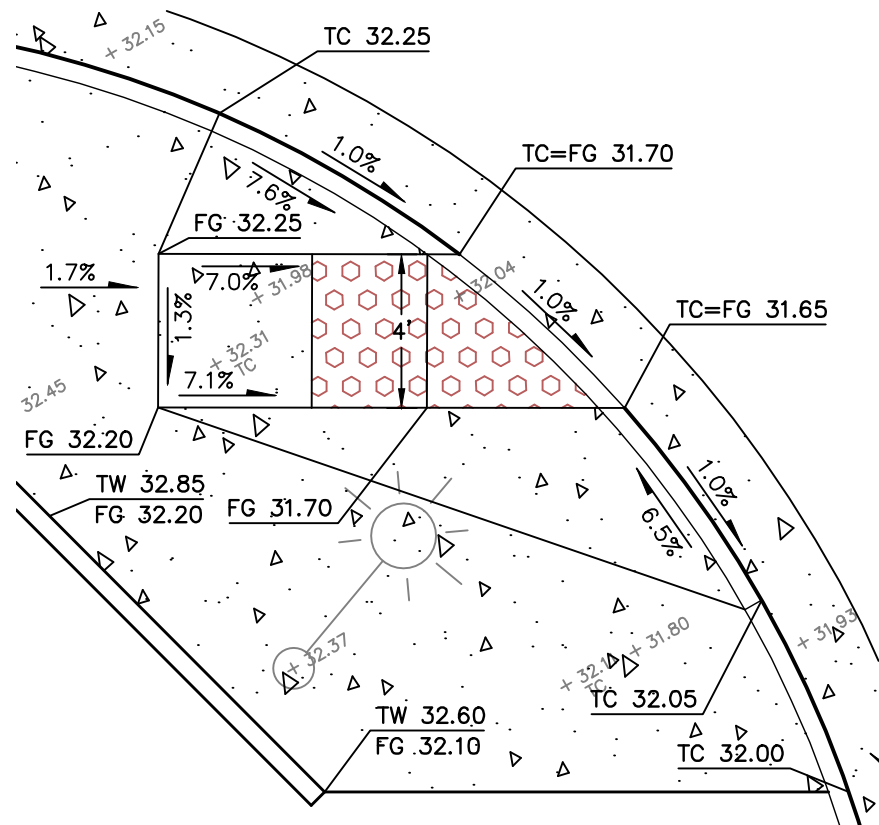 + 32.15
TC 32.25
1.0%
TC=FG 31.70
7.6%
FG 32.25
1.7%
7.0%
+ 31.98
+ 32.04
1.0%
TC=FG 31.65
1.3%
4'
+ 32.31
TC
7.1%
32.45
FG 32.20
TW 32.85
FG 32.20
FG 31.70
1.0%
6.5%
+ 32.37
+ 31.80
+ 31.93
TC
TC 32.05
TW 32.60
FG 32.10
TC 32.00